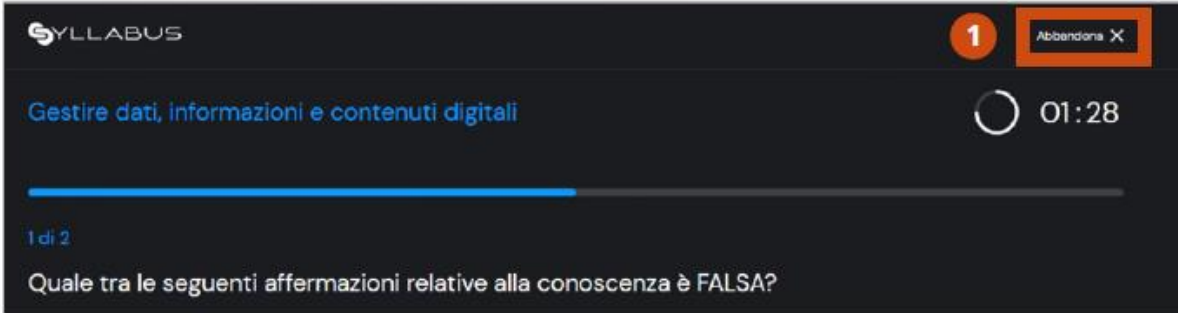 SYLLABUS
1
Abbandona X
Gestire dati, informazioni e contenuti digitali
01:28
1 di 2
Quale tra le seguenti affermazioni relative alla conoscenza è FALSA?